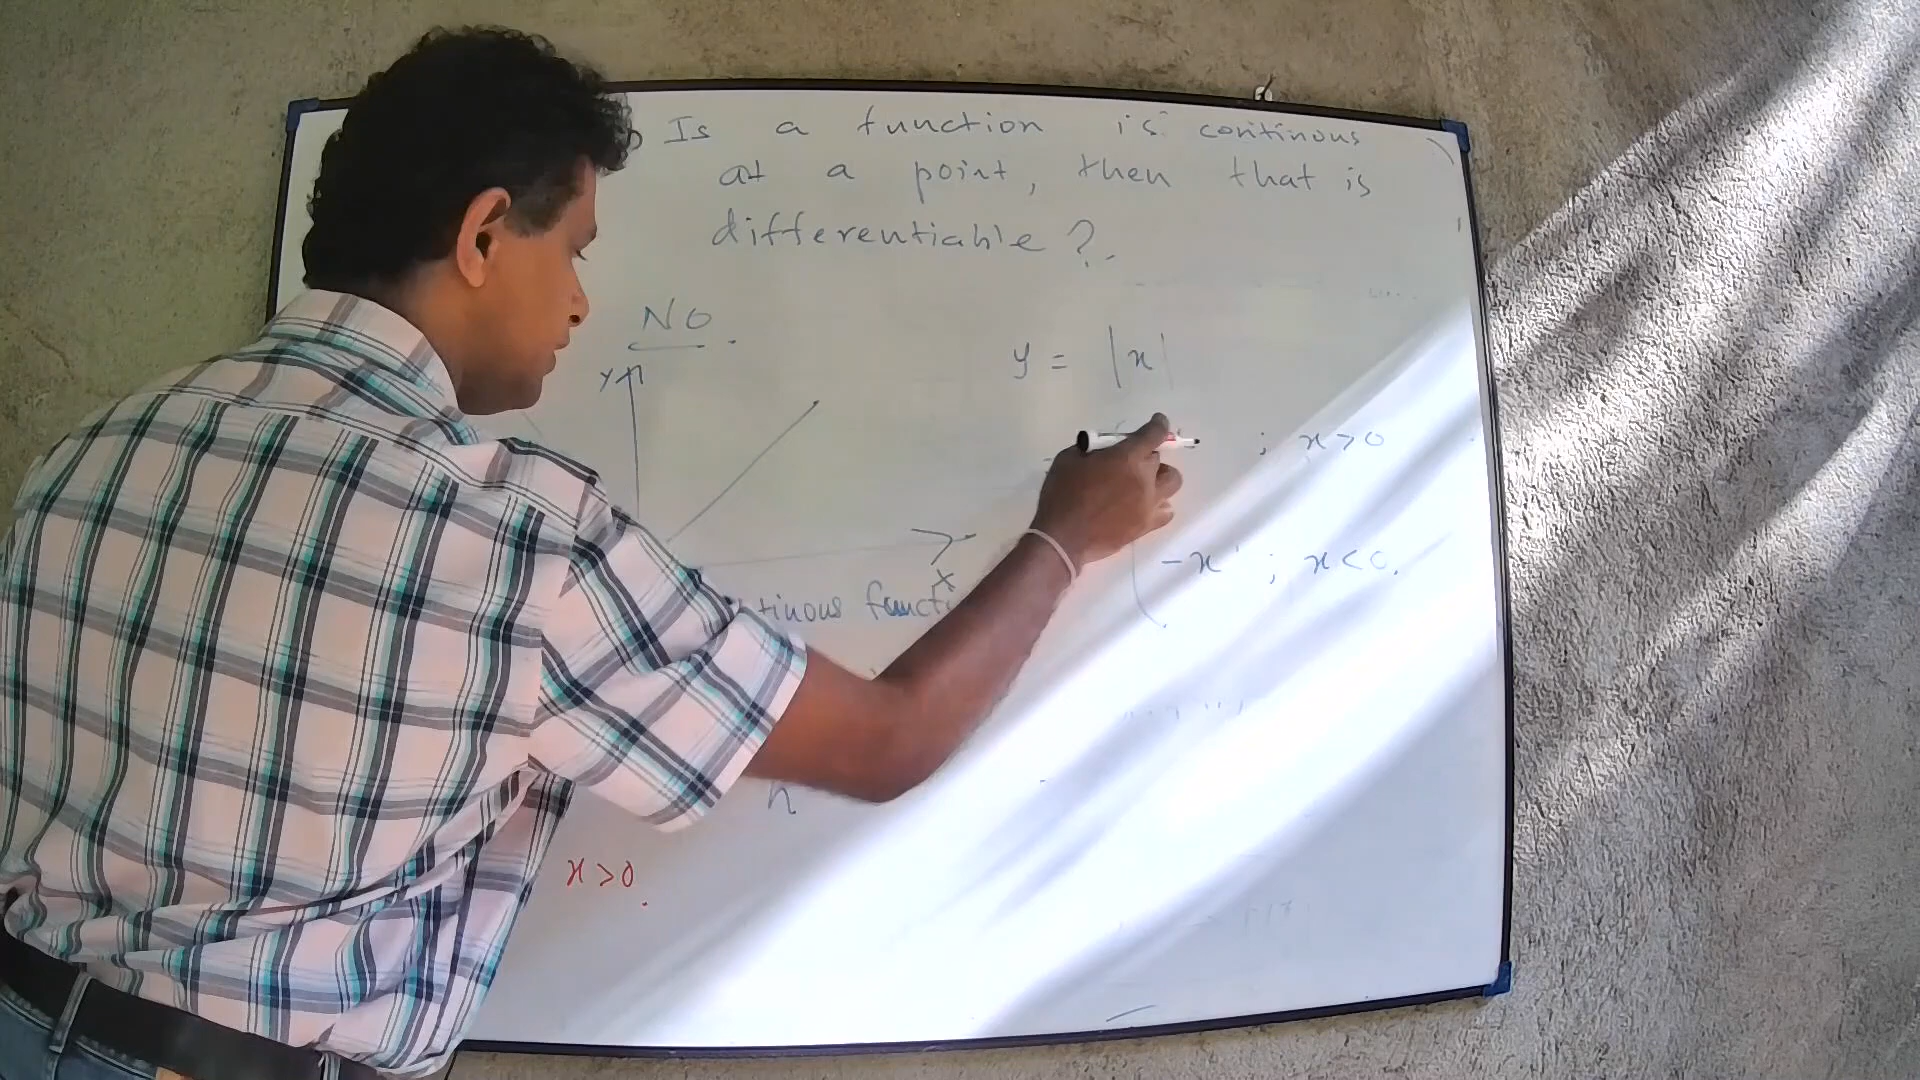 Is a function is continous
at a point, then that is
differentiable ?
NO
Y
y = |x|
; x>0
-x ; x<0.
X
h
x>0.